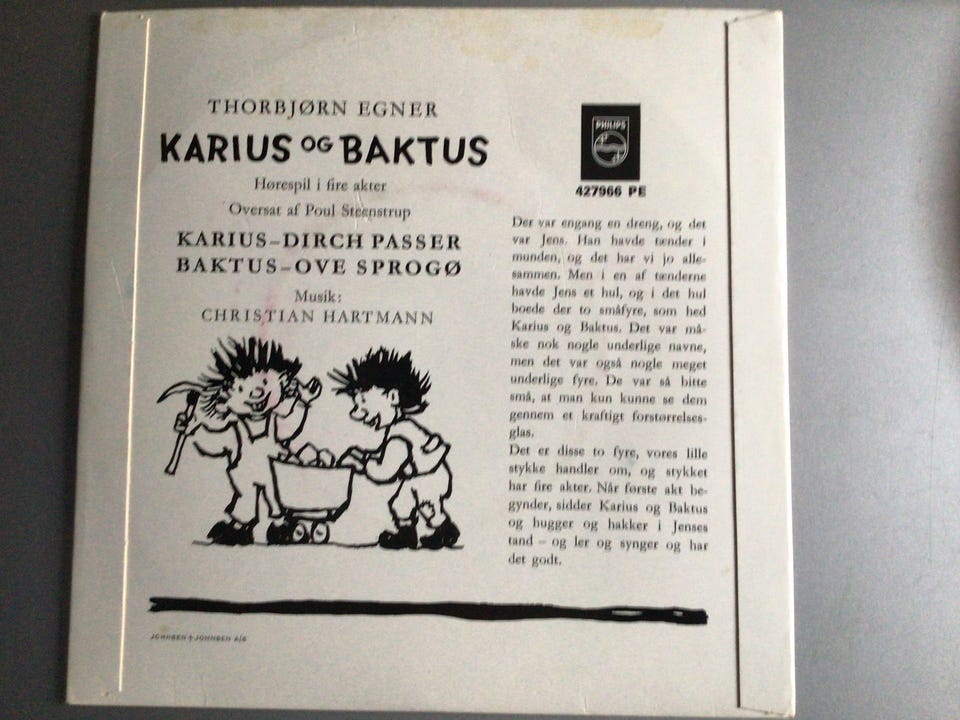 THORBJØRN EGNER
KARIUS OG BAKTUS
Hørespil i fire akter
Oversat af Poul Steenstrup
KARIUS – DIRCH PASSER
BAKTUS – OVE SPROGØ
Musik:
CHRISTIAN HARTMANN
PHILIPS
427966 PE
Der var engang en dreng, og det
var Jens. Han havde tænder i
munden, og det har vi jo alle-
sammen. Men i en af tænderne
havde Jens et hul, og i det hul
boede der to småfyre, som hed
Karius og Baktus. Det var må-
ske nok nogle underlige navne,
men det var også nogle meget
underlige fyre. De var så bitte
små, at man kun kunne se dem
gennem et kraftigt forstørrelses-
glas.
Det er disse to fyre, vores lille
stykke handler om, og stykket
har fire akter. Når første akt be-
gynder, sidder Karius og Baktus
og hugger og hakker i Jenses
tand – og ler og synger og har
det godt.
JOHNSEN + JOHNSEN A/S